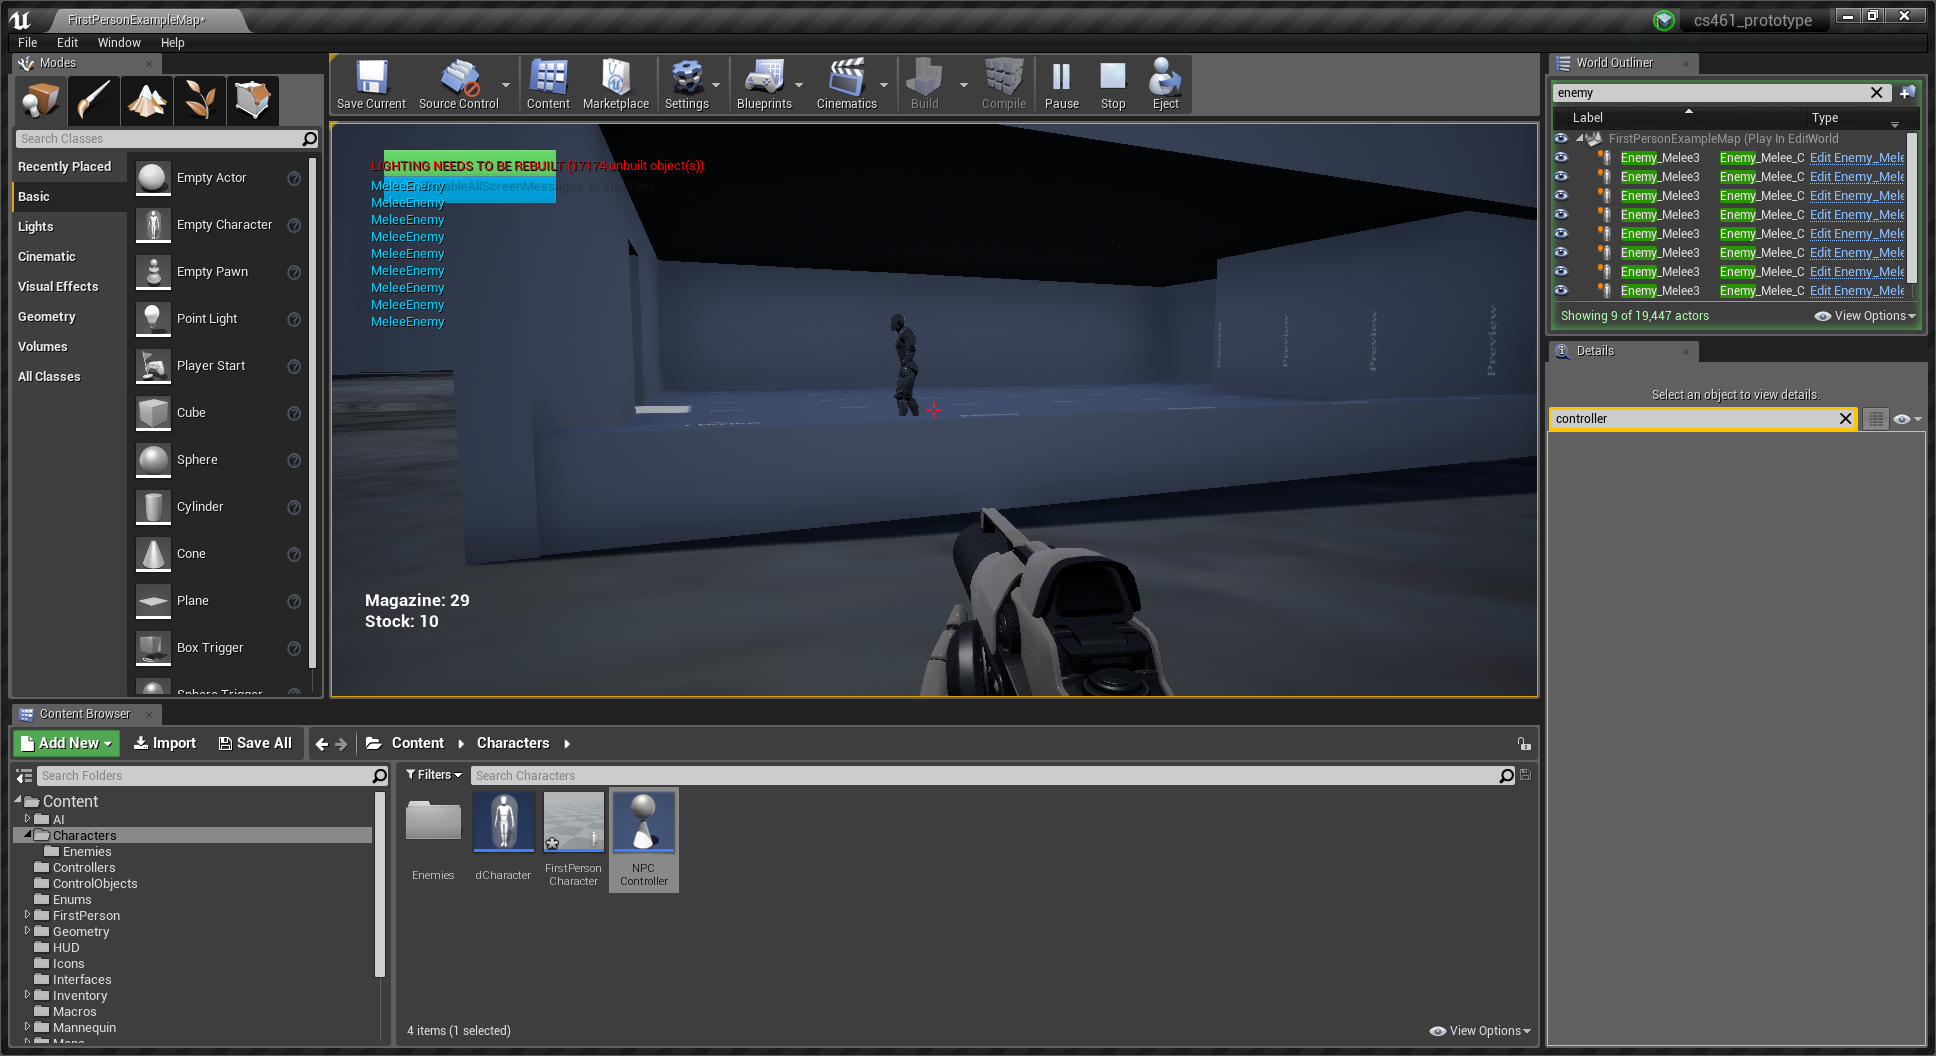 FirstPersonExampleMap*
cs461_prototype
File Edit Window Help
Modes
Search Classes
Recently Placed
Basic
Lights
Cinematic
Visual Effects
Geometry
Volumes
All Classes
Empty Actor
Empty Character
Empty Pawn
Point Light
Player Start
Cube
Sphere
Cylinder
Cone
Plane
Box Trigger
Sphere Trigger
Save Current Source Control Content Marketplace Settings Blueprints Cinematics Build Compile Pause Stop Eject
LIGHTING NEEDS TO BE REBUILT (17174 unbuilt object(s))
MeleeEnemy ableAllScreenMessages' to suppress
MeleeEnemy
MeleeEnemy
MeleeEnemy
MeleeEnemy
MeleeEnemy
MeleeEnemy
MeleeEnemy
MeleeEnemy
Preview
Preview
Preview
Magazine: 29
Stock: 10
World Outliner
enemy
Label Type
FirstPersonExampleMap (Play In Edit World
Enemy_Melee3 Enemy_Melee_C Edit Enemy_Mele
Enemy_Melee3 Enemy_Melee_C Edit Enemy_Mele
Enemy_Melee3 Enemy_Melee_C Edit Enemy_Mele
Enemy_Melee3 Enemy_Melee_C Edit Enemy_Mele
Enemy_Melee3 Enemy_Melee_C Edit Enemy_Mele
Enemy_Melee3 Enemy_Melee_C Edit Enemy_Mele
Enemy_Melee3 Enemy_Melee_C Edit Enemy_Mele
Enemy_Melee3 Enemy_Melee_C Edit Enemy_Mele
Showing 9 of 19,447 actors View Options
Details
Select an object to view details.
controller
Content Browser
Add New Import Save All Content Characters
Search Folders
Content
AI
Characters
Enemies
Controllers
ControlObjects
Enums
FirstPerson
Geometry
HUD
Icons
Interfaces
Inventory
Macros
Mannequin
Maps
Filters Search Characters
Enemies
dCharacter
FirstPerson
Character
NPC
Controller
4 items (1 selected) View Options